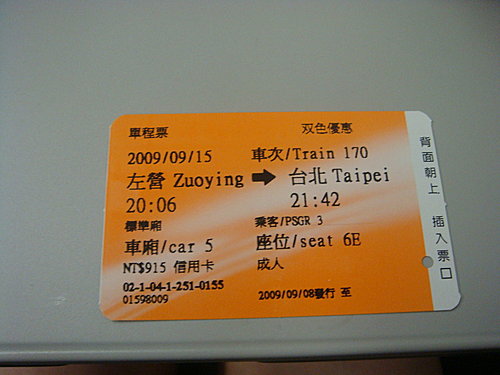 單程票 双色優惠
2009/09/15 車次/Train 170
左營 Zuoying → 台北 Taipei
20:06 21:42
標準廂 乘客/PSGR 3
車廂/car 5 座位/seat 6E
NT$915 信用卡 成人
02-1-04-1-251-0155
01598009 2009/09/08發行 至
背面朝上 插入票口